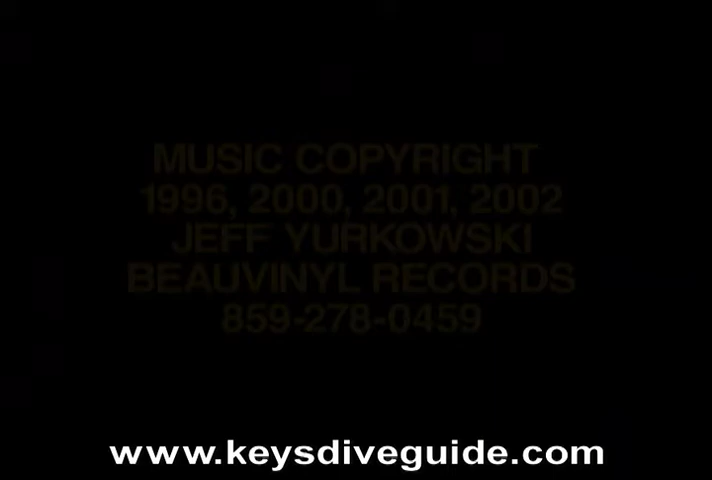 MUSIC COPYRIGHT
1996, 2000, 2001, 2002
JEFF YURKOWSKI
BEAUVINYL RECORDS
859-278-0459
www.keysdiveguide.com